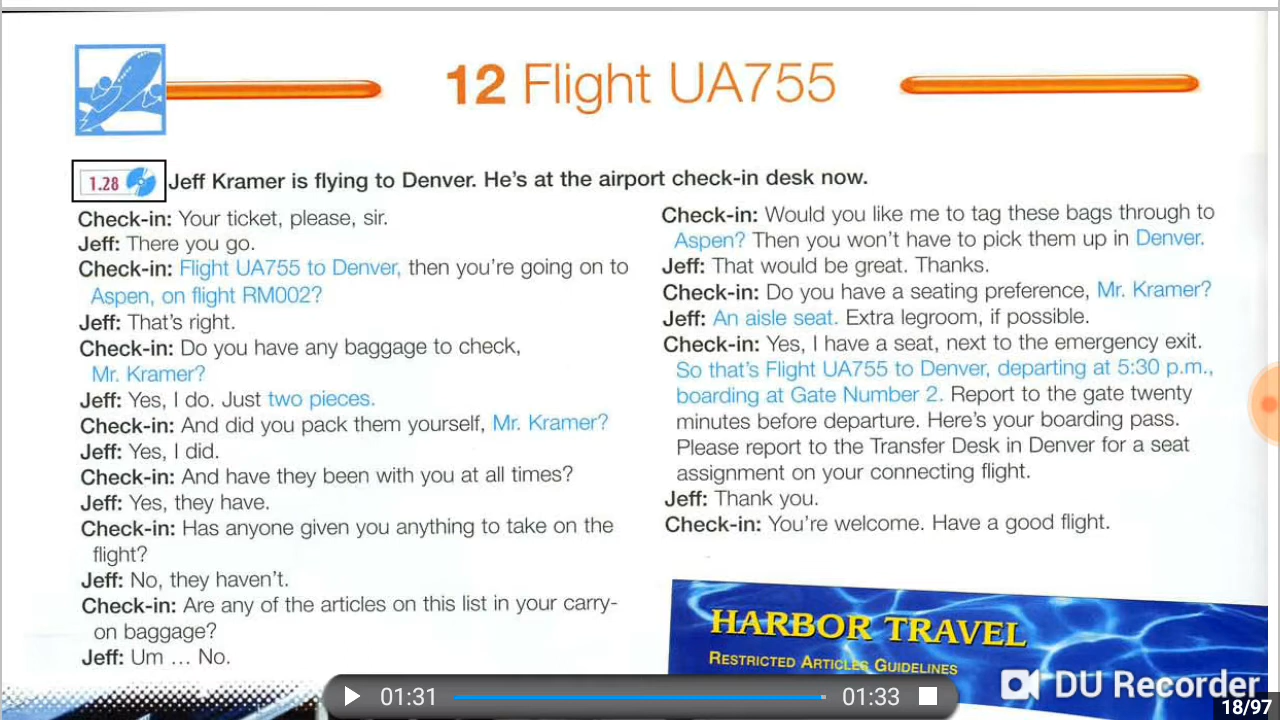 12 Flight UA755
1.28
Jeff Kramer is flying to Denver. He's at the airport check-in desk now.
Check-in: Your ticket, please, sir.
Jeff: There you go.
Check-in: Flight UA755 to Denver, then you're going on to
Aspen, on flight RM002?
Jeff: That's right.
Check-in: Do you have any baggage to check,
Mr. Kramer?
Jeff: Yes, I do. Just two pieces.
Check-in: And did you pack them yourself, Mr. Kramer?
Jeff: Yes, I did.
Check-in: And have they been with you at all times?
Jeff: Yes, they have.
Check-in: Has anyone given you anything to take on the
flight?
Jeff: No, they haven't.
Check-in: Are any of the articles on this list in your carry-
on baggage?
Jeff: Um ... No.
Check-in: Would you like me to tag these bags through to
Aspen? Then you won't have to pick them up in Denver.
Jeff: That would be great. Thanks.
Check-in: Do you have a seating preference, Mr. Kramer?
Jeff: An aisle seat. Extra legroom, if possible.
Check-in: Yes, I have a seat, next to the emergency exit.
So that's Flight UA755 to Denver, departing at 5:30 p.m.,
boarding at Gate Number 2. Report to the gate twenty
minutes before departure. Here's your boarding pass.
Please report to the Transfer Desk in Denver for a seat
assignment on your connecting flight.
Jeff: Thank you.
Check-in: You're welcome. Have a good flight.
HARBOR TRAVEL
RESTRICTED ARTICLES GUIDELINES
01:31
01:33
DU Recorder
18/97